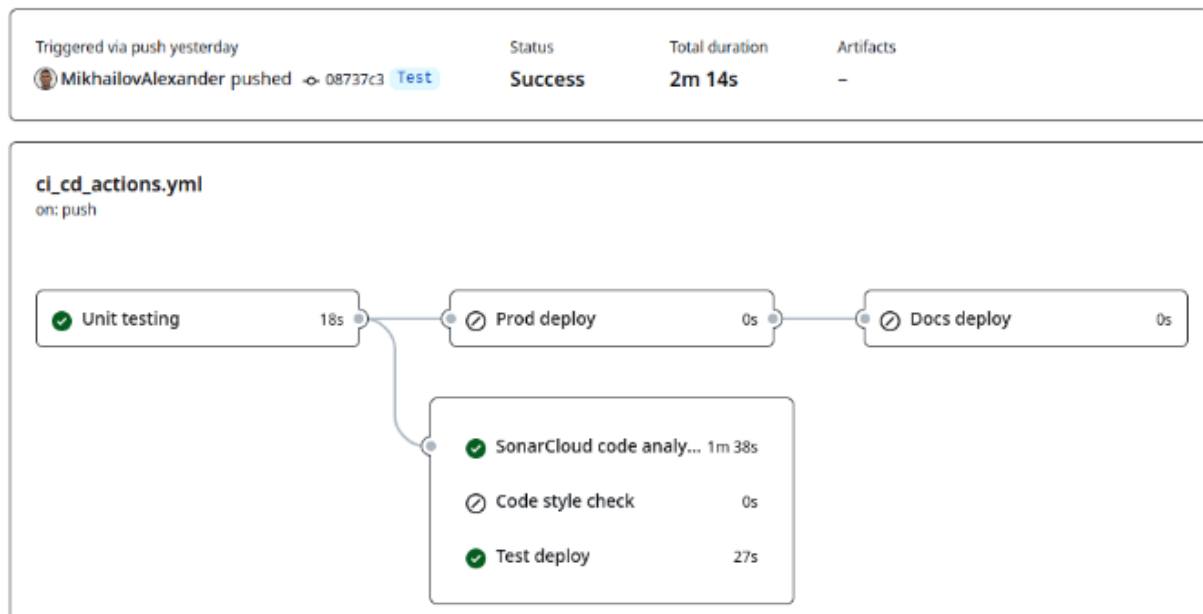 Triggered via push yesterday
MikhailovAlexander pushed 08737c3 Test
Status
Success
Total duration
2m 14s
Artifacts
–
ci_cd_actions.yml
on: push
Unit testing 18s
Prod deploy 0s
Docs deploy 0s
SonarCloud code analy... 1m 38s
Code style check 0s
Test deploy 27s